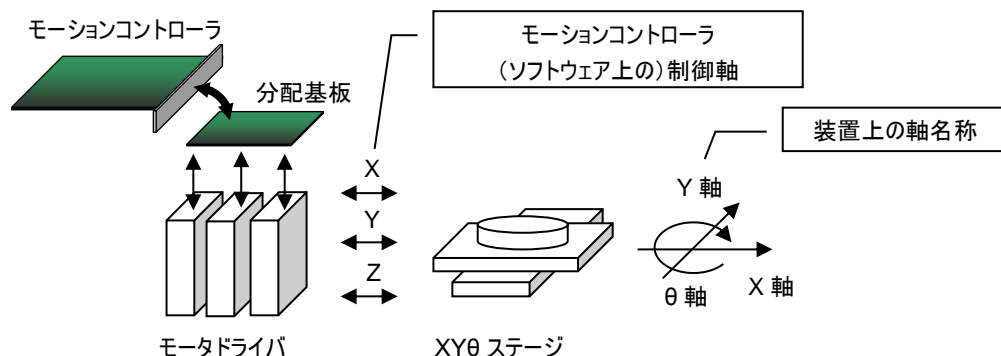 モーションコントローラ
モーションコントローラ
（ソフトウェア上の）制御軸
分配基板
装置上の軸名称
X
Y
Z
Y 軸
X 軸
θ 軸
モータドライバ
XYθ ステージ